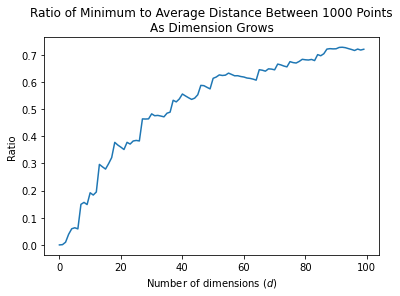 Ratio of Minimum to Average Distance Between 1000 Points
As Dimension Grows
0.7
0.6
0.5
0.4
0.3
0.2
0.1
0.0
Ratio
0 20 40 60 80 100
Number of dimensions (d)